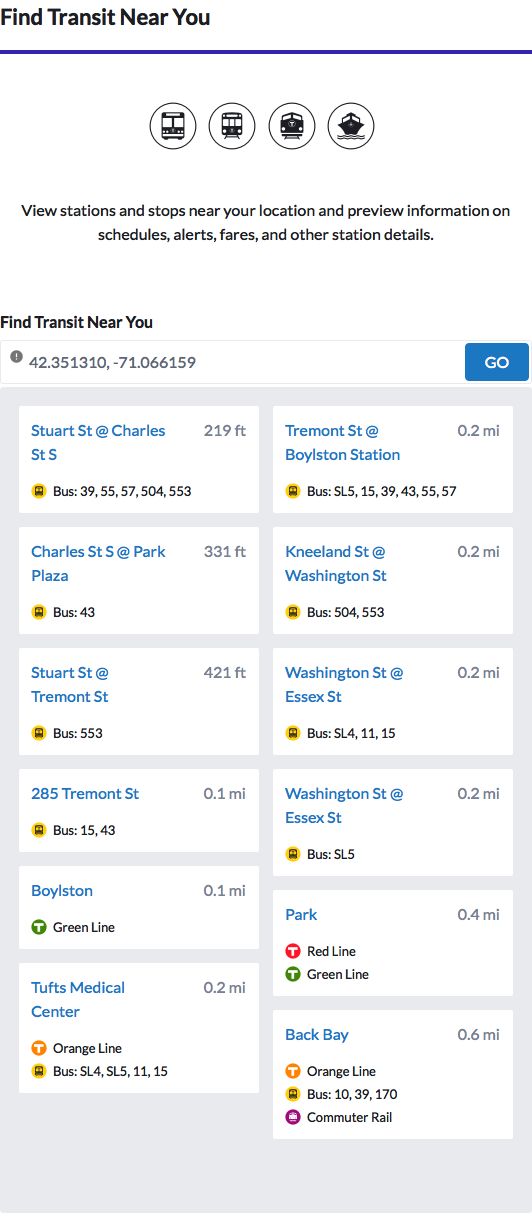 Find Transit Near You
View stations and stops near your location and preview information on
schedules, alerts, fares, and other station details.
Find Transit Near You
42.351310, -71.066159
GO
Stuart St @ Charles
St S
219 ft
Bus: 39, 55, 57, 504, 553
Charles St S @ Park
Plaza
331 ft
Bus: 43
Stuart St @
Tremont St
421 ft
Bus: 553
285 Tremont St
0.1 mi
Bus: 15, 43
Boylston
0.1 mi
Green Line
Tufts Medical
Center
0.2 mi
Orange Line
Bus: SL4, SL5, 11, 15
Tremont St @
Boylston Station
0.2 mi
Bus: SL5, 15, 39, 43, 55, 57
Kneeland St @
Washington St
0.2 mi
Bus: 504, 553
Washington St @
Essex St
0.2 mi
Bus: SL4, 11, 15
Washington St @
Essex St
0.2 mi
Bus: SL5
Park
0.4 mi
Red Line
Green Line
Back Bay
0.6 mi
Orange Line
Bus: 10, 39, 170
Commuter Rail